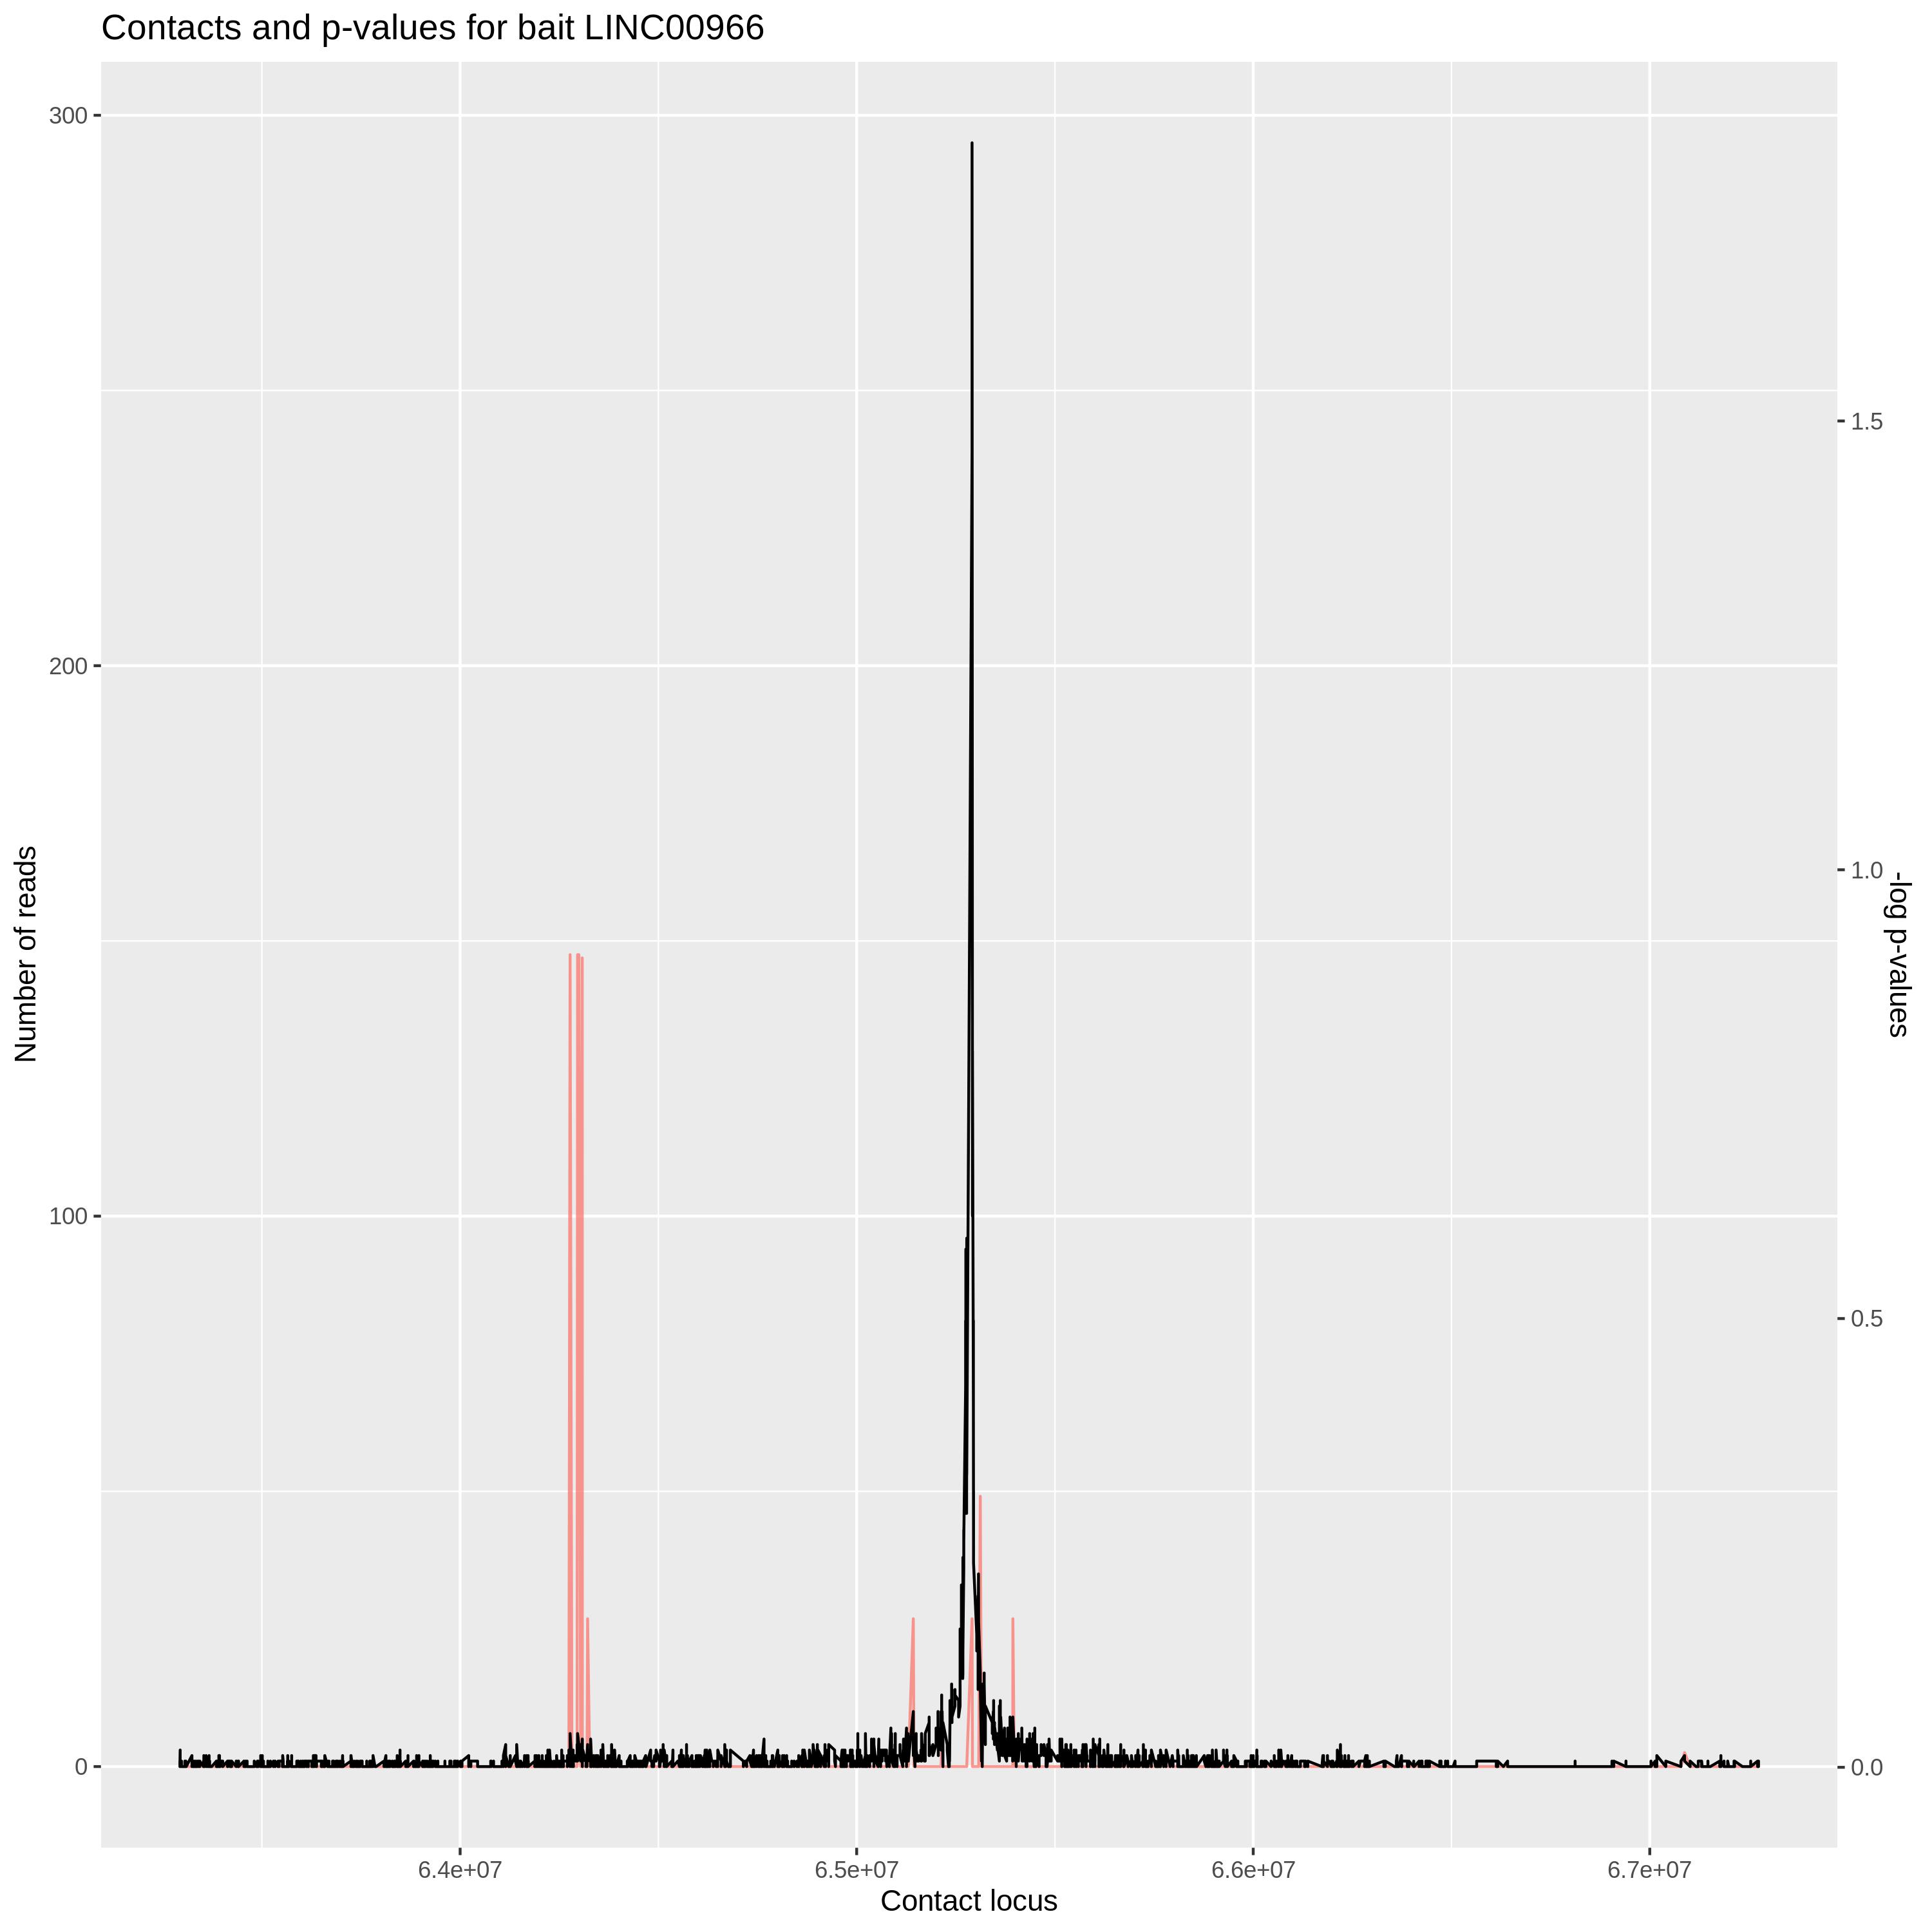 Contacts and p-values for bait LINC00966
300
200
100
0
Number of reads
1.5
1.0
0.5
0.0
-log p-values
6.4e+07
6.5e+07
6.6e+07
6.7e+07
Contact locus